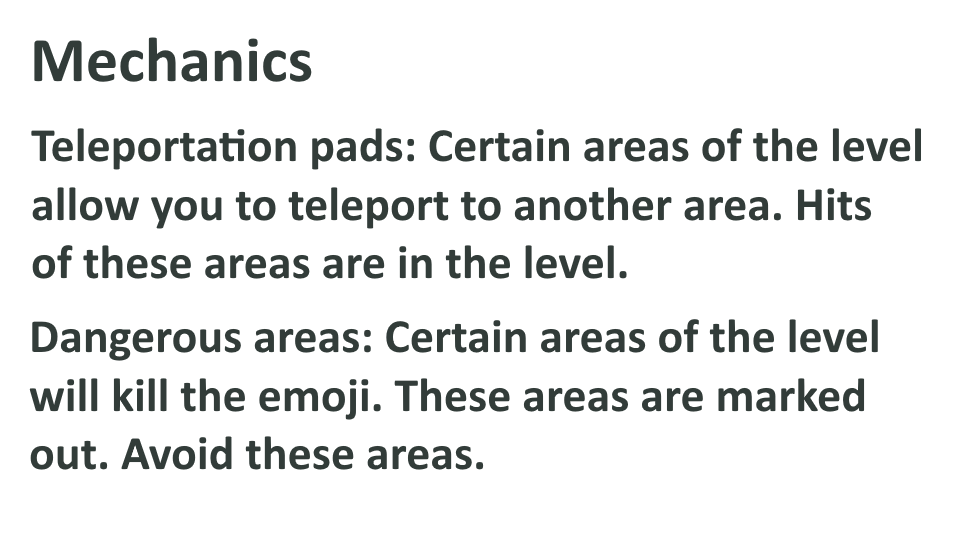 Mechanics
Teleportation pads: Certain areas of the level
allow you to teleport to another area. Hits
of these areas are in the level.
Dangerous areas: Certain areas of the level
will kill the emoji. These areas are marked
out. Avoid these areas.